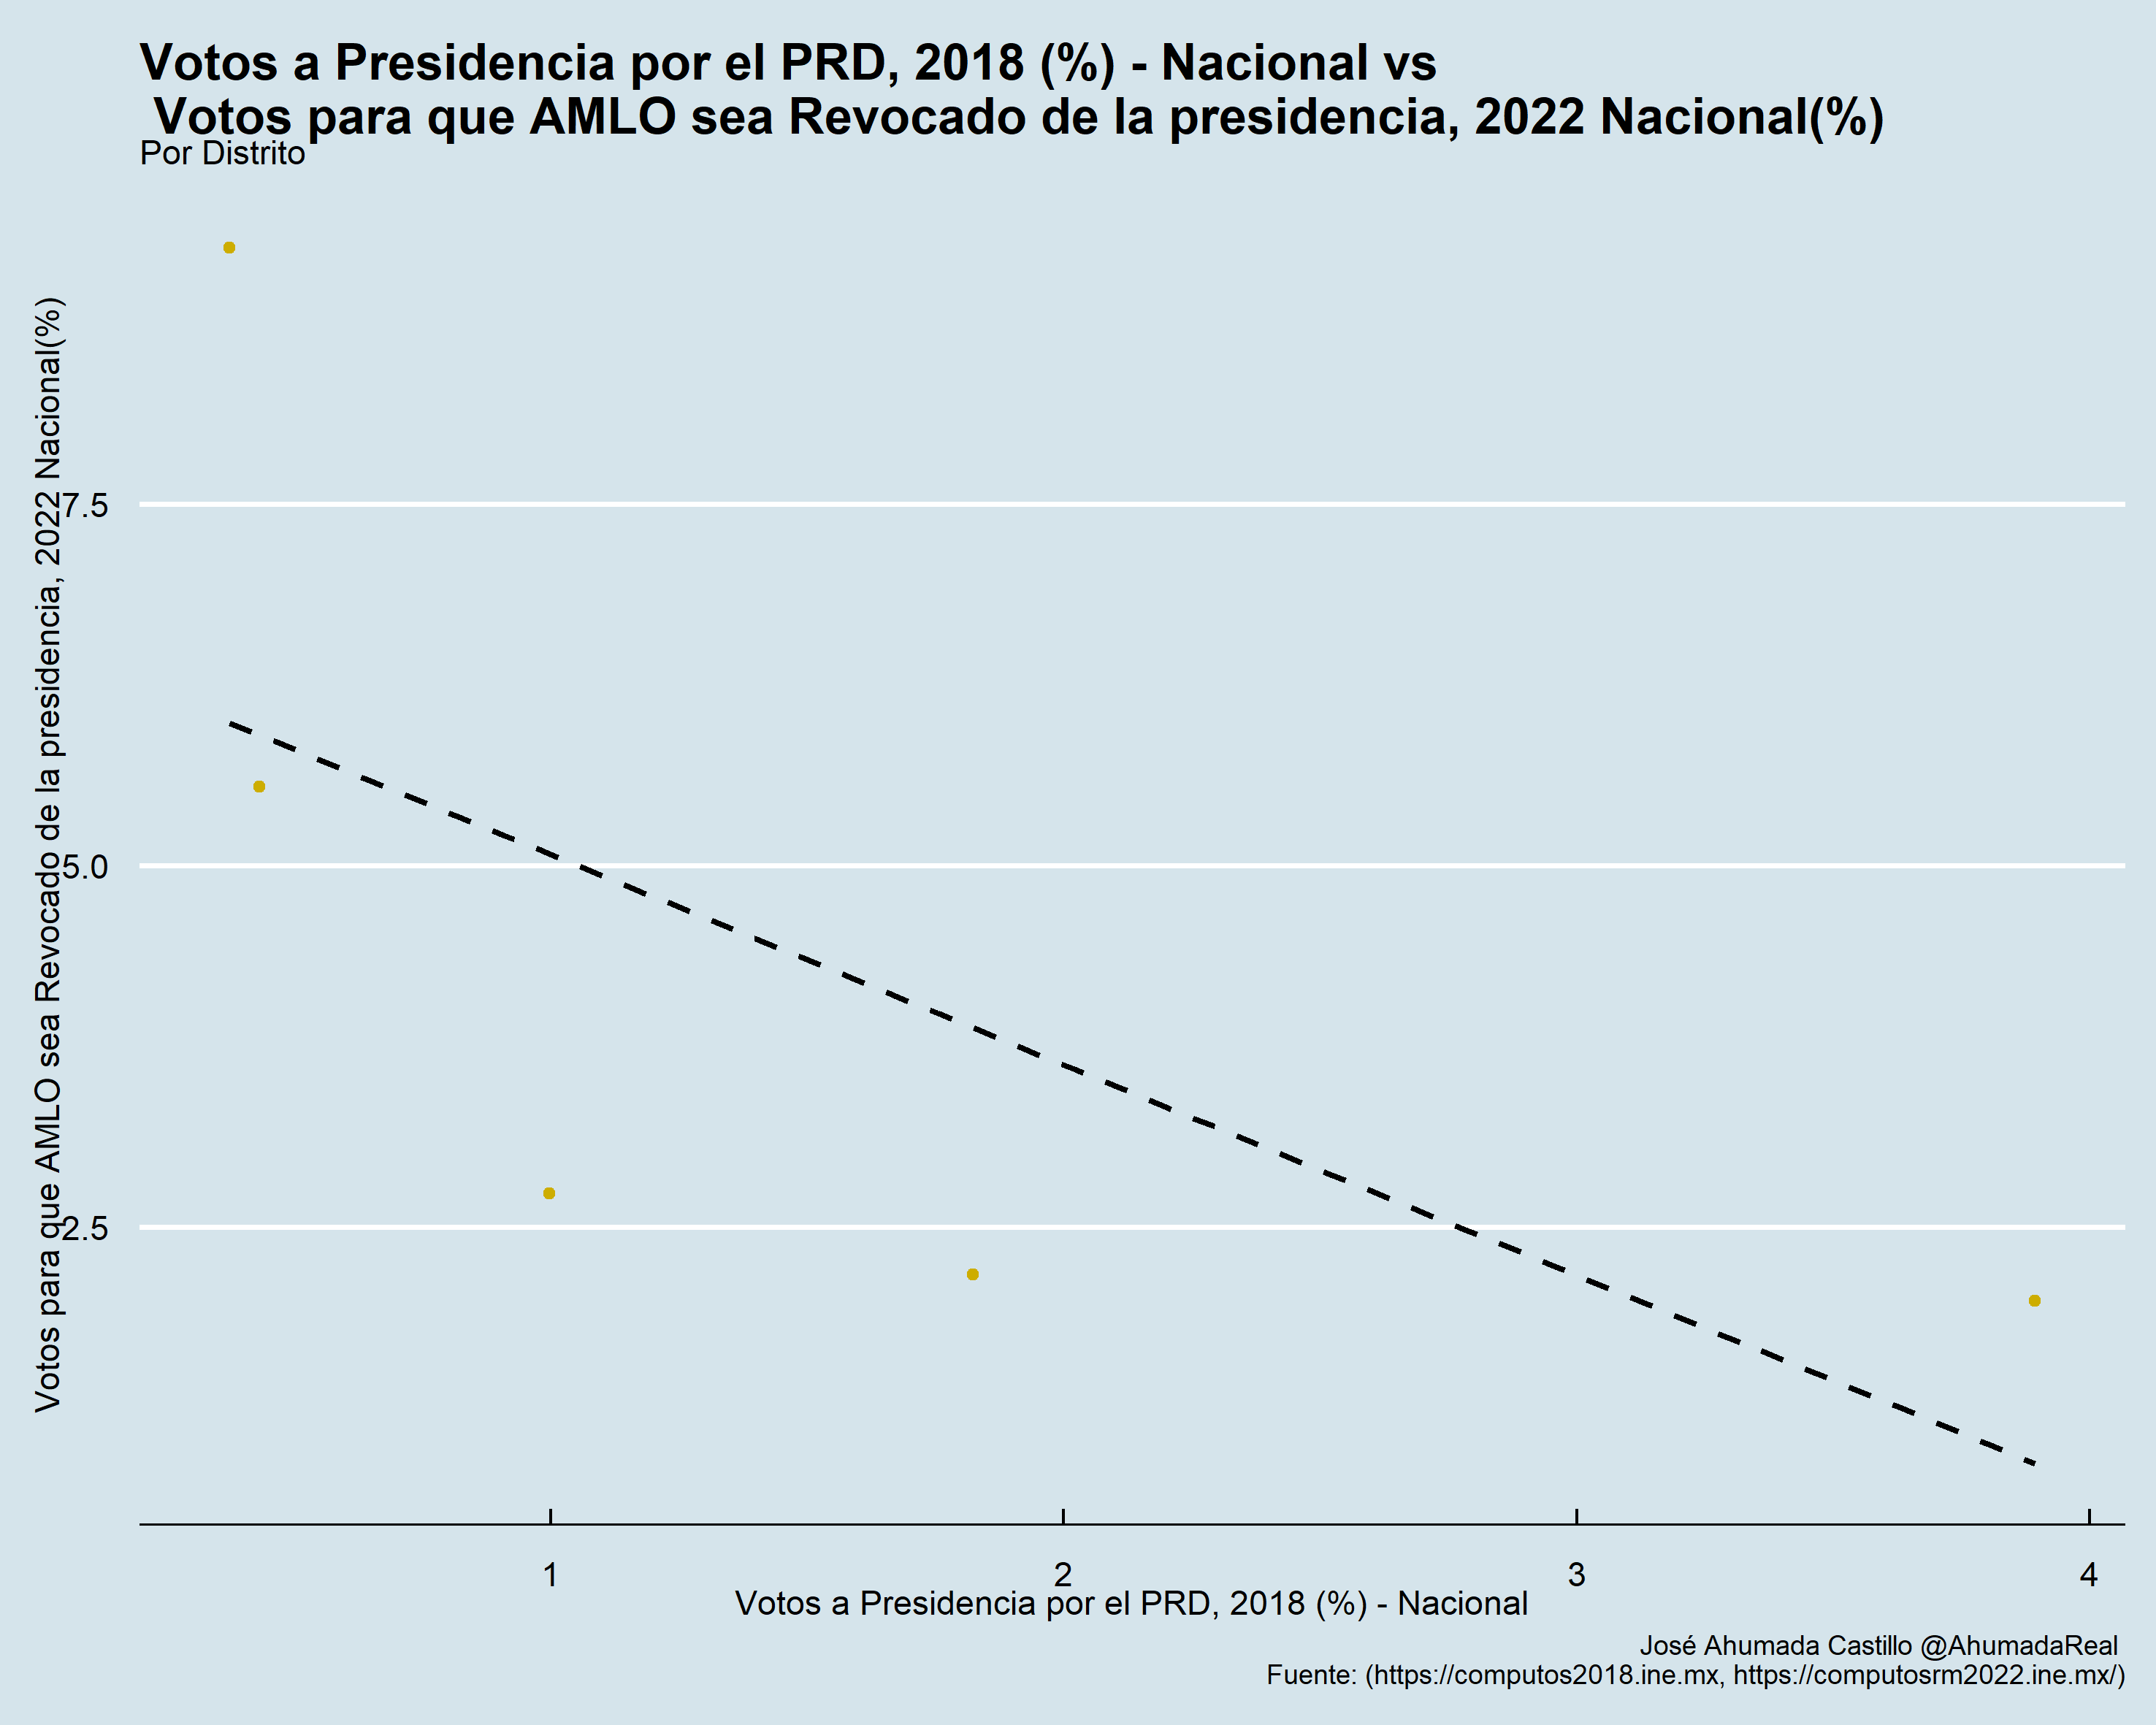 Votos a Presidencia por el PRD, 2018 (%) - Nacional vs
Votos para que AMLO sea Revocado de la presidencia, 2022 Nacional(%)
Por Distrito
Votos para que AMLO sea Revocado de la presidencia, 2022 Nacional(%)
7.5
5.0
2.5
1 2 3 4
Votos a Presidencia por el PRD, 2018 (%) - Nacional
José Ahumada Castillo @AhumadaReal
Fuente: (https://computos2018.ine.mx, https://computosrm2022.ine.mx/)